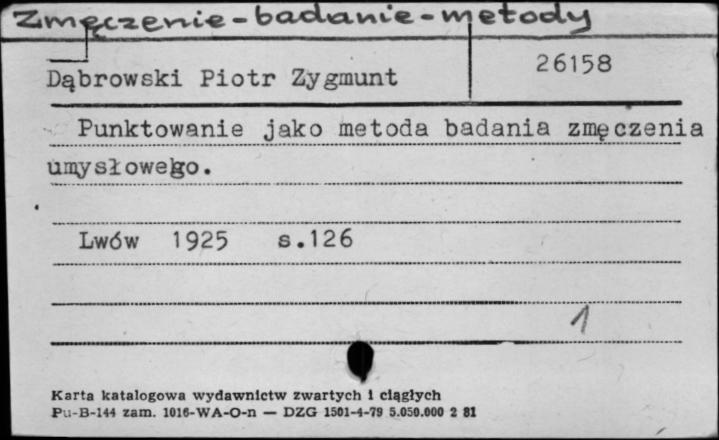 Zmęczenie-badanie-metody
Dąbrowski Piotr Zygmunt
26158
Punktowanie jako metoda badania zmęczenia
umysłowego.
Lwów 1925 s.126
1
Karta katalogowa wydawnictw zwartych i ciągłych
Pu-B-144 zam. 1016-WA-O-n — DZG 1501-4-79 5.050.000 2 81